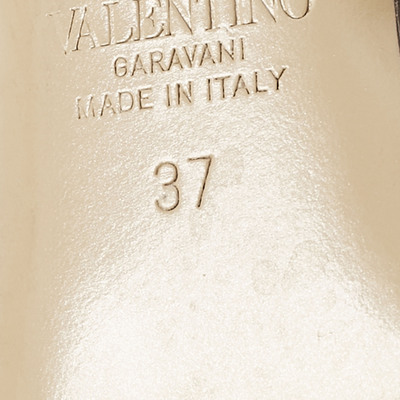 VALENTINO
GARAVANI
MADE IN ITALY
37